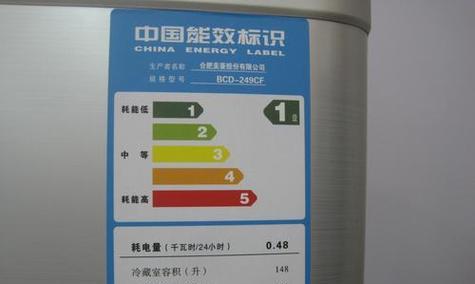 中国能效标识
CHINA ENERGY LABEL
生产者名称 合肥美菱股份有限公司
规格型号 BCD-249CF
耗能低 1 1级
2
中 等 3
4
耗能高 5
耗电量（千瓦时/24小时） 0.48
冷藏室容积（升） 148